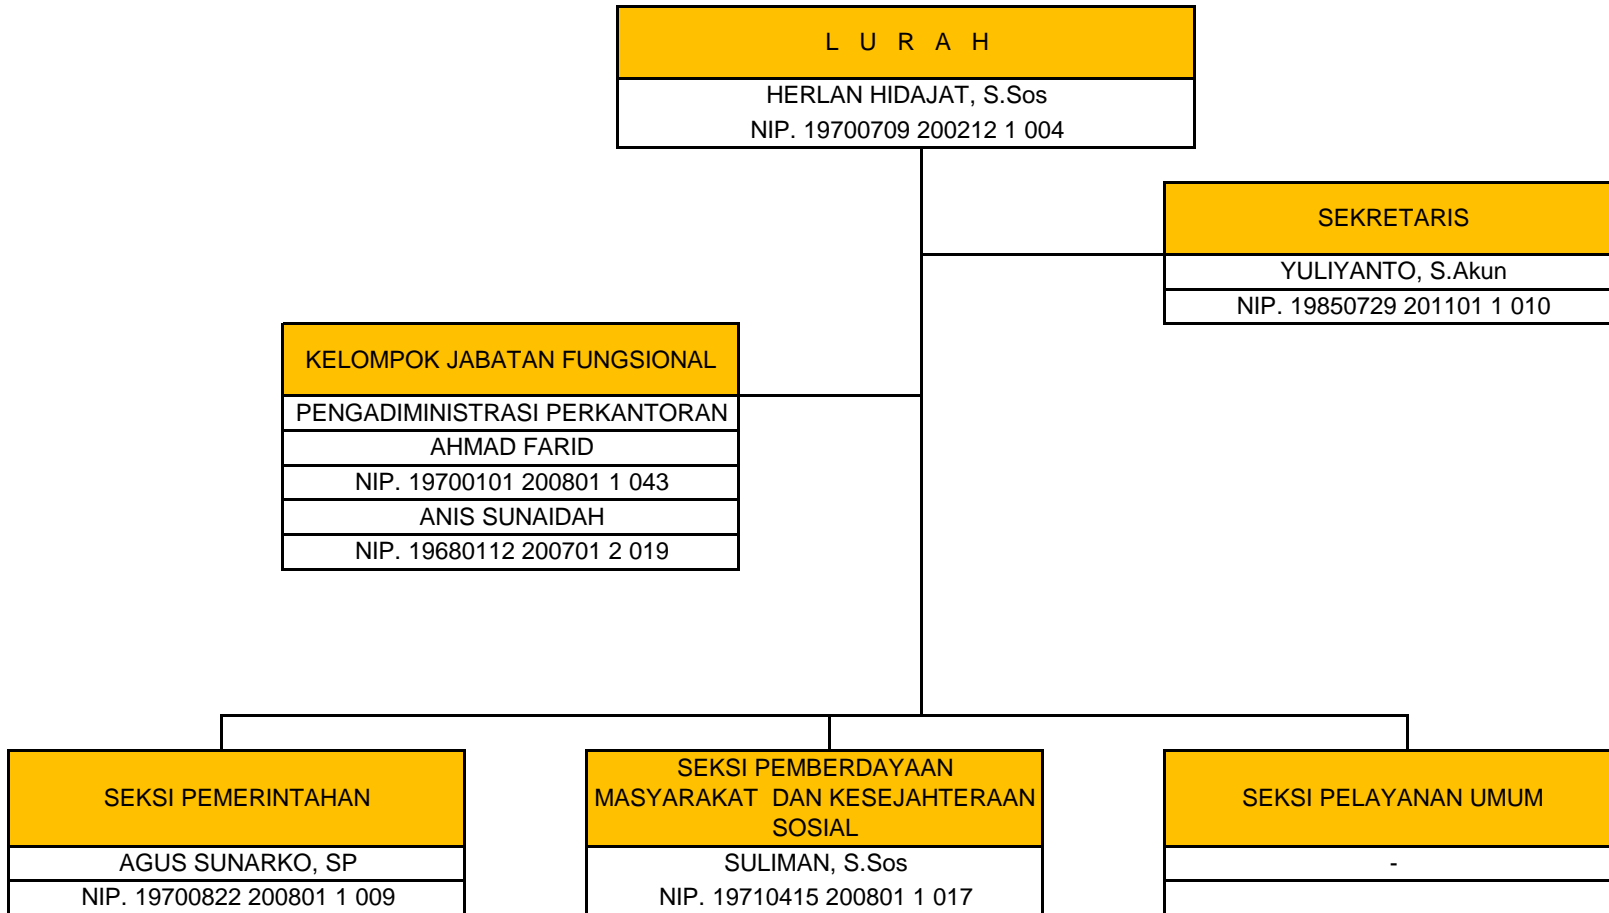 L U R A H
HERLAN HIDAJAT, S.Sos
NIP. 19700709 200212 1 004
SEKRETARIS
YULIYANTO, S.Akun
NIP. 19850729 201101 1 010
KELOMPOK JABATAN FUNGSIONAL
PENGADIMINISTRASI PERKANTORAN
AHMAD FARID
NIP. 19700101 200801 1 043
ANIS SUNAIDAH
NIP. 19680112 200701 2 019
SEKSI PEMERINTAHAN
AGUS SUNARKO, SP
NIP. 19700822 200801 1 009
SEKSI PEMBERDAYAAN
MASYARAKAT DAN KESEJAHTERAAN
SOSIAL
SULIMAN, S.Sos
NIP. 19710415 200801 1 017
SEKSI PELAYANAN UMUM
-